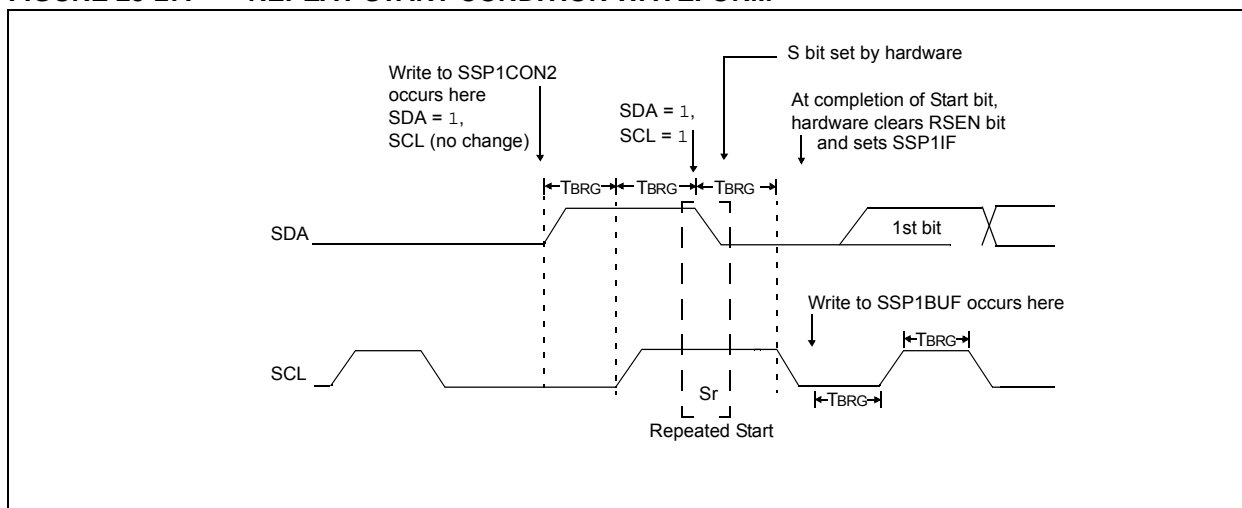 S bit set by hardware
Write to SSP1CON2
occurs here
SDA = 1,
SCL (no change)
SDA = 1,
SCL = 1
At completion of Start bit,
hardware clears RSEN bit
and sets SSP1IF
TBRG
TBRG
TBRG
SDA
1st bit
Write to SSP1BUF occurs here
TBRG
SCL
Sr
TBRG
Repeated Start